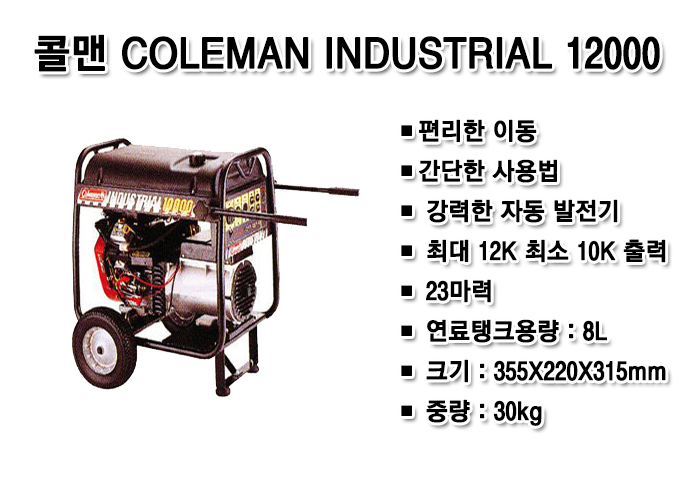 콜맨 COLEMAN INDUSTRIAL 12000
■ 편리한 이동
■ 간단한 사용법
■ 강력한 자동 발전기
■ 최대 12K 최소 10K 출력
■ 23마력
■ 연료탱크용량 : 8L
■ 크기 : 355X220X315mm
■ 중량 : 30kg
Coleman
INDUSTRIAL 10000